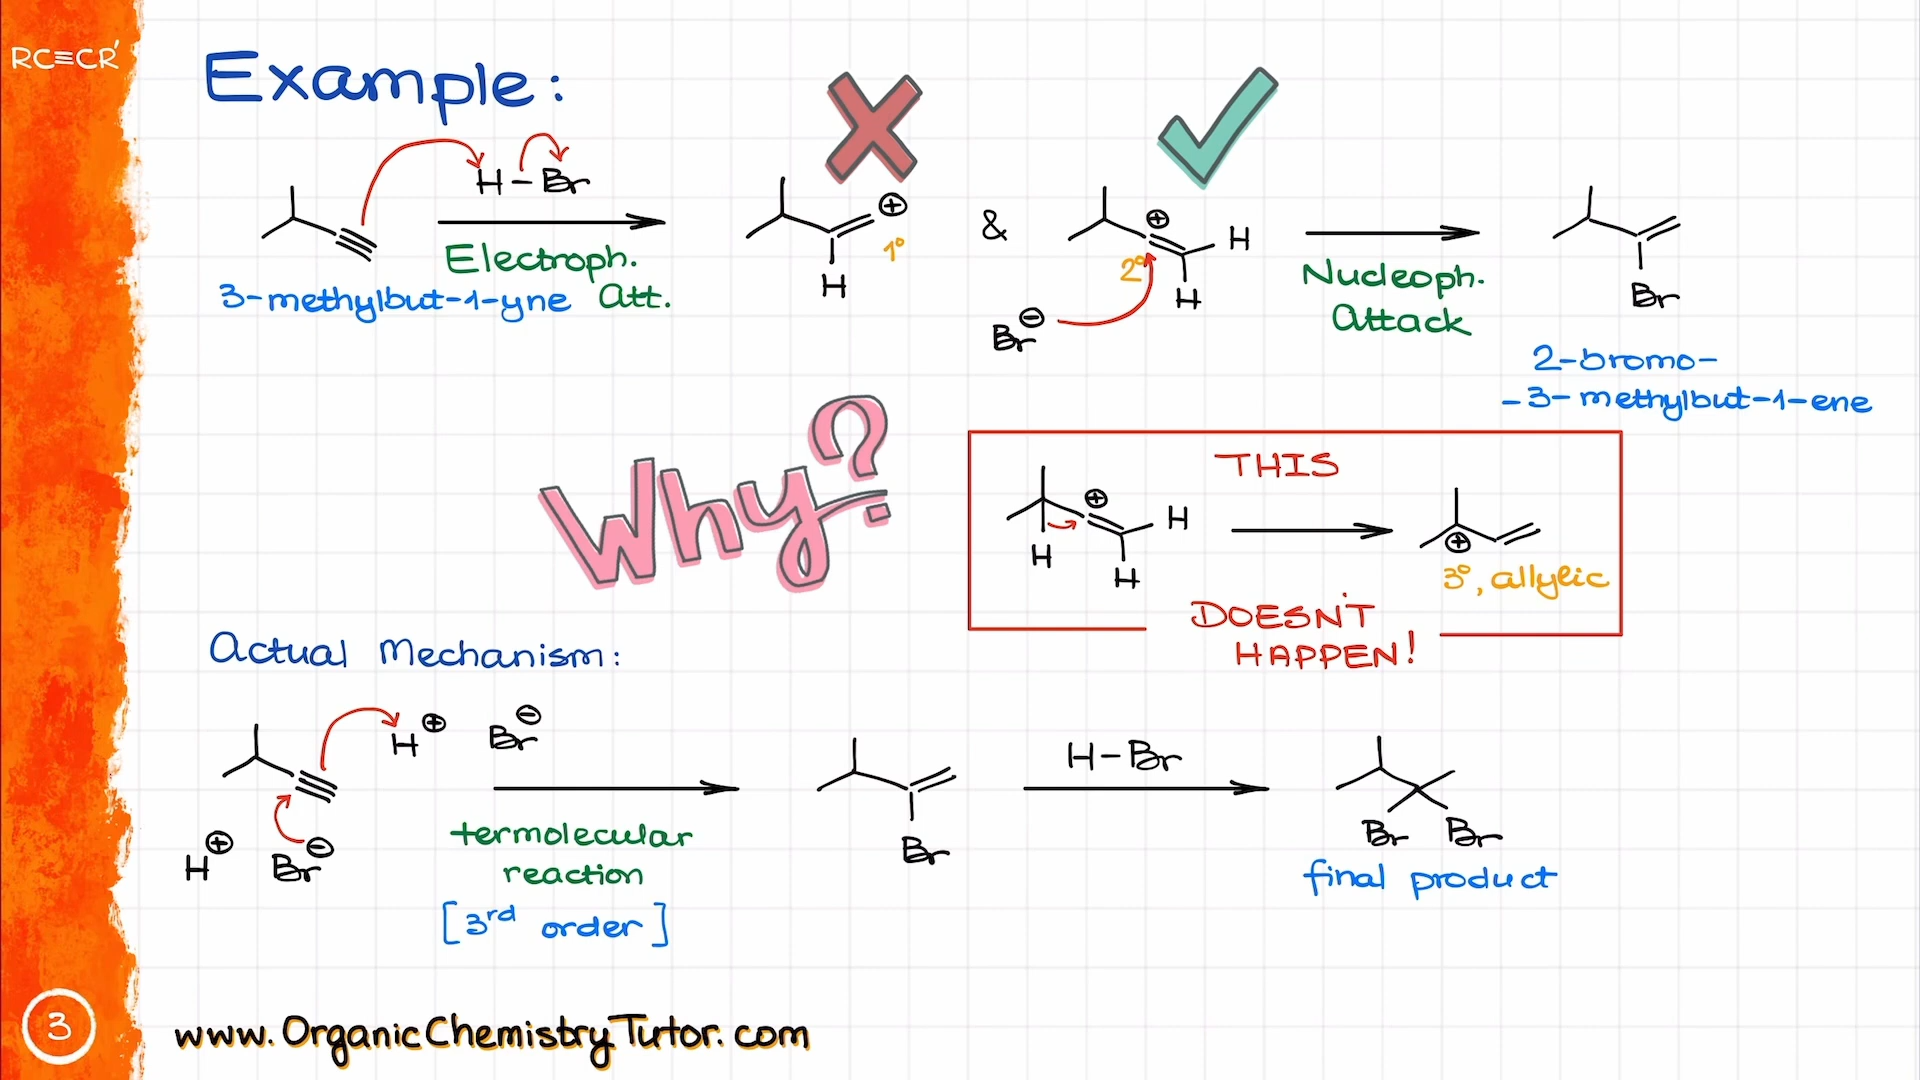 RC≡CR'
Example:
H-Br
Electroph.
Att.
3-methylbut-1-yne
⊕
1°
H
&
⊕
2°
H
H
Br⊖
Nucleoph.
Attack
Br
2-bromo-
-3-methylbut-1-ene
Why?
THIS
⊕
H
H
H
⊕
3°, allylic
DOESN'T
HAPPEN!
Actual Mechanism:
H⊕ Br⊖
H⊕ Br⊖
termolecular
reaction
[3rd order]
Br
H-Br
Br Br
final product
3
www.OrganicChemistryTutor.com